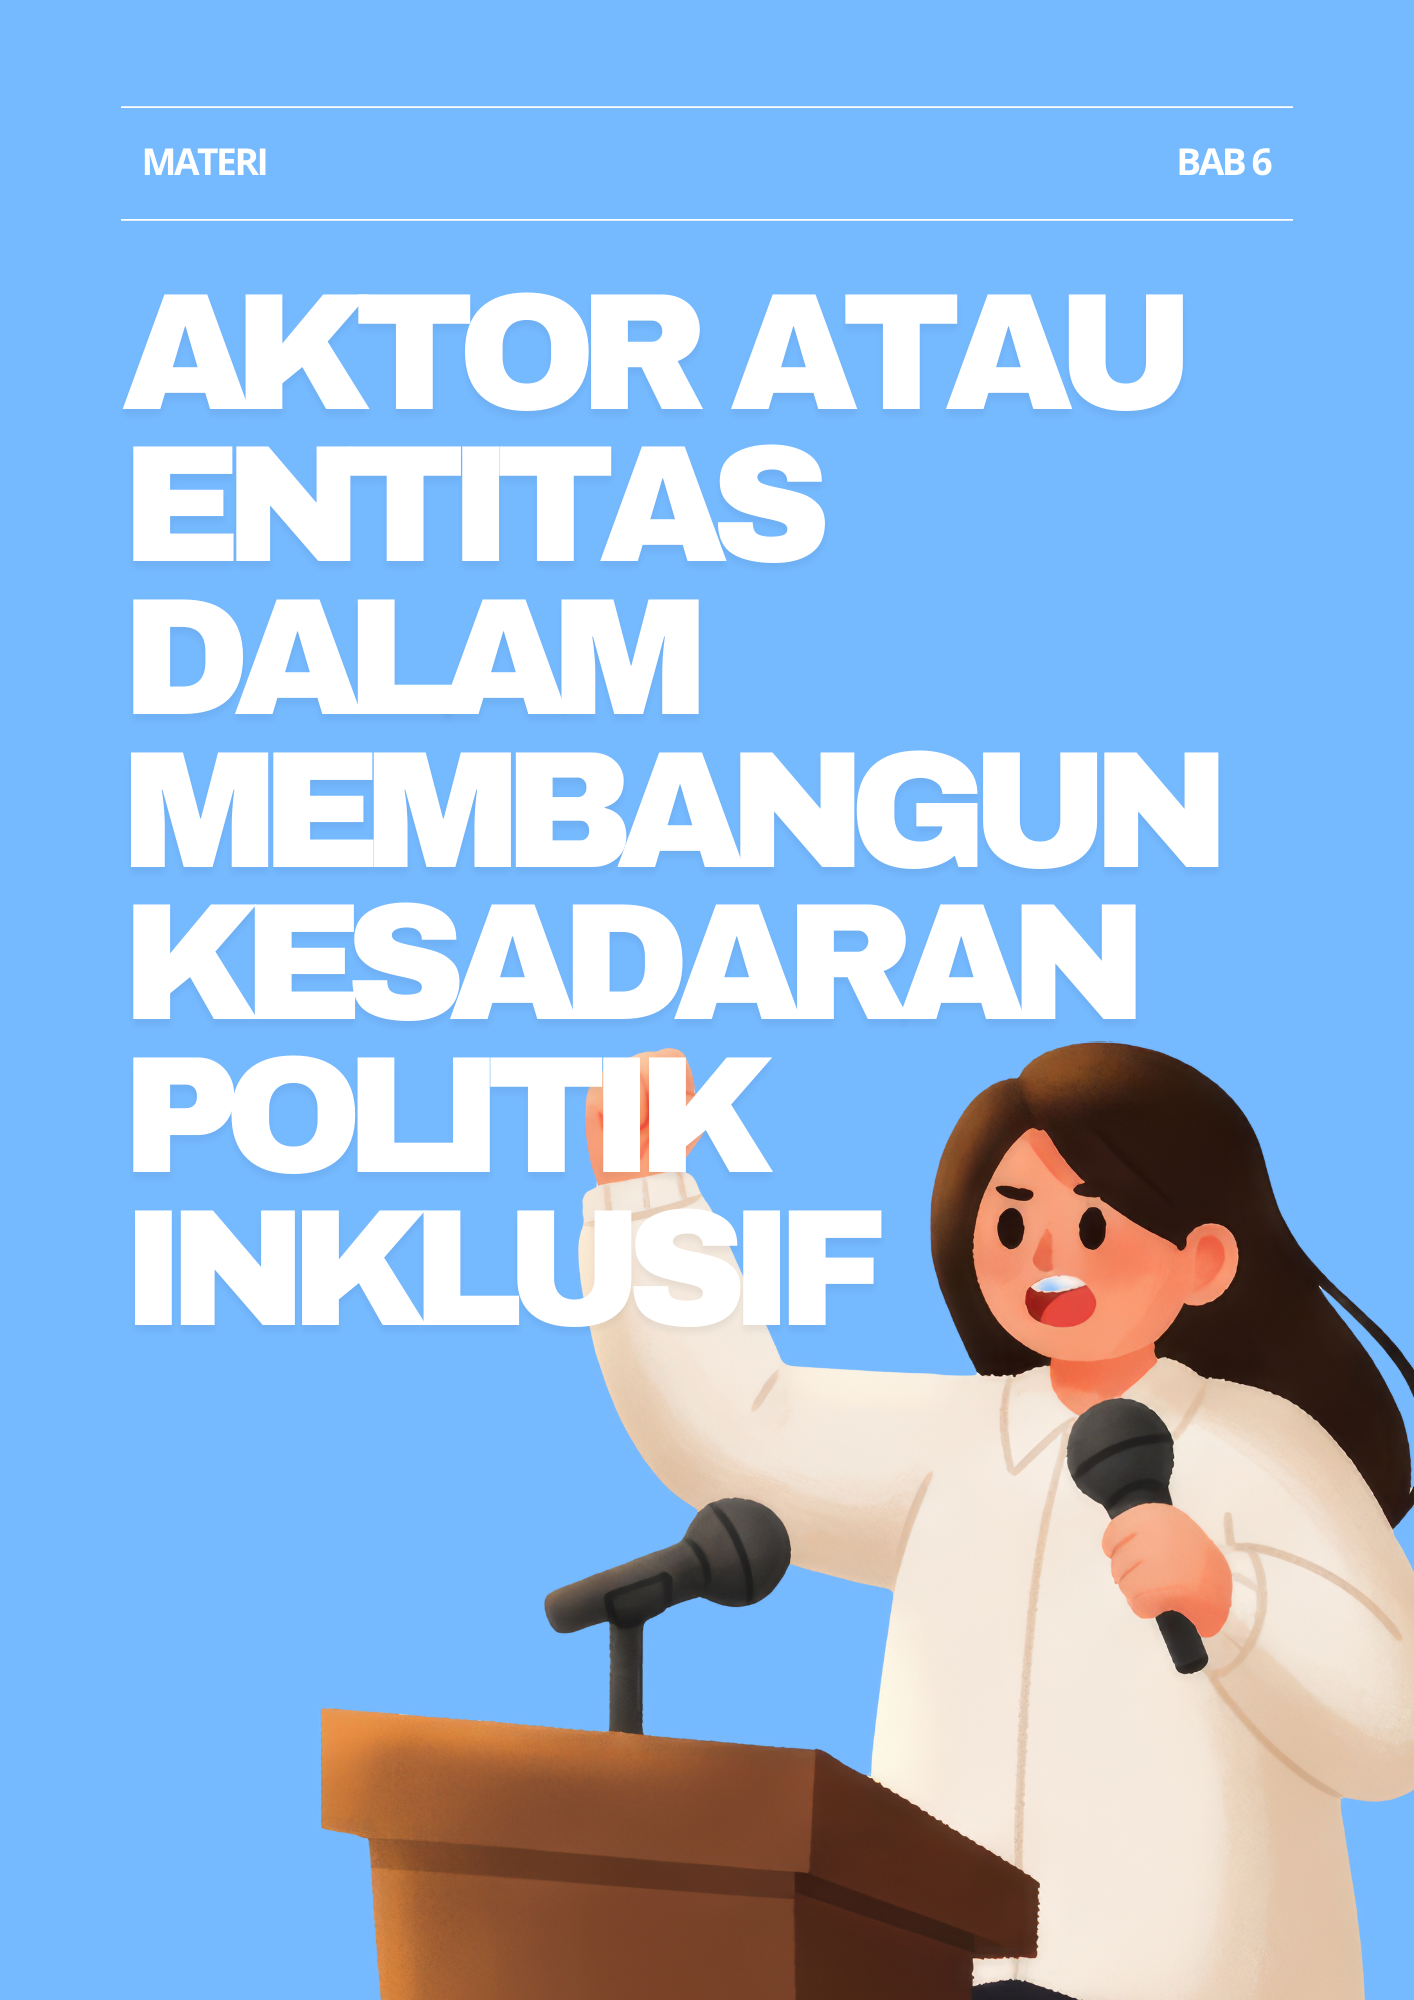 MATERI
BAB 6
AKTOR ATAU
ENTITAS
DALAM
MEMBANGUN
KESADARAN
POLITIK
INKLUSIF